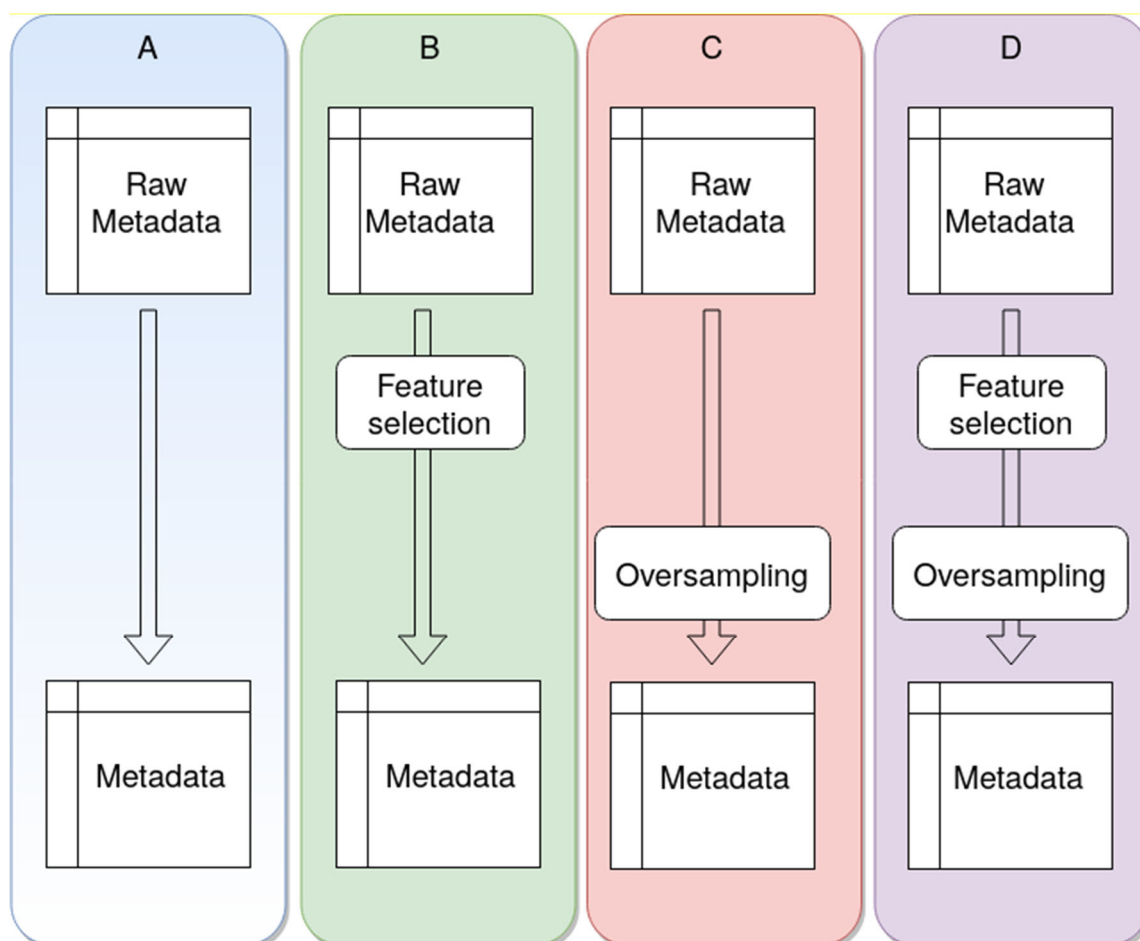 A
Raw
Metadata
Metadata
B
Raw
Metadata
Feature
selection
Metadata
C
Raw
Metadata
Oversampling
Metadata
D
Raw
Metadata
Feature
selection
Oversampling
Metadata